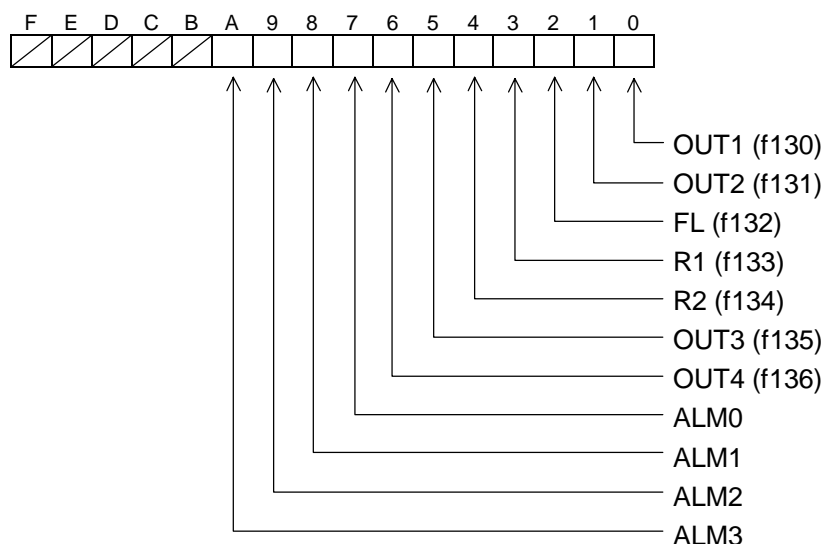 F E D C B A 9 8 7 6 5 4 3 2 1 0
OUT1 (f130)
OUT2 (f131)
FL (f132)
R1 (f133)
R2 (f134)
OUT3 (f135)
OUT4 (f136)
ALM0
ALM1
ALM2
ALM3